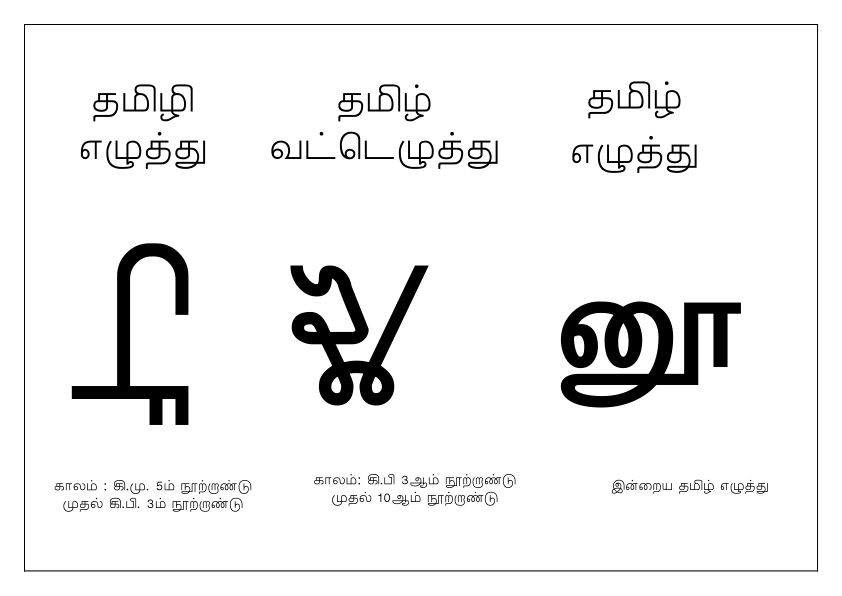 தமிழி
எழுத்து
𑀷𑀽
காலம் : கி.மு. 5ம் நூற்றாண்டு
முதல் கி.பி. 3ம் நூற்றாண்டு
தமிழ்
வட்டெழுத்து
காலம்: கி.பி 3ஆம் நூற்றாண்டு
முதல் 10ஆம் நூற்றாண்டு
தமிழ்
எழுத்து
னூ
இன்றைய தமிழ் எழுத்து